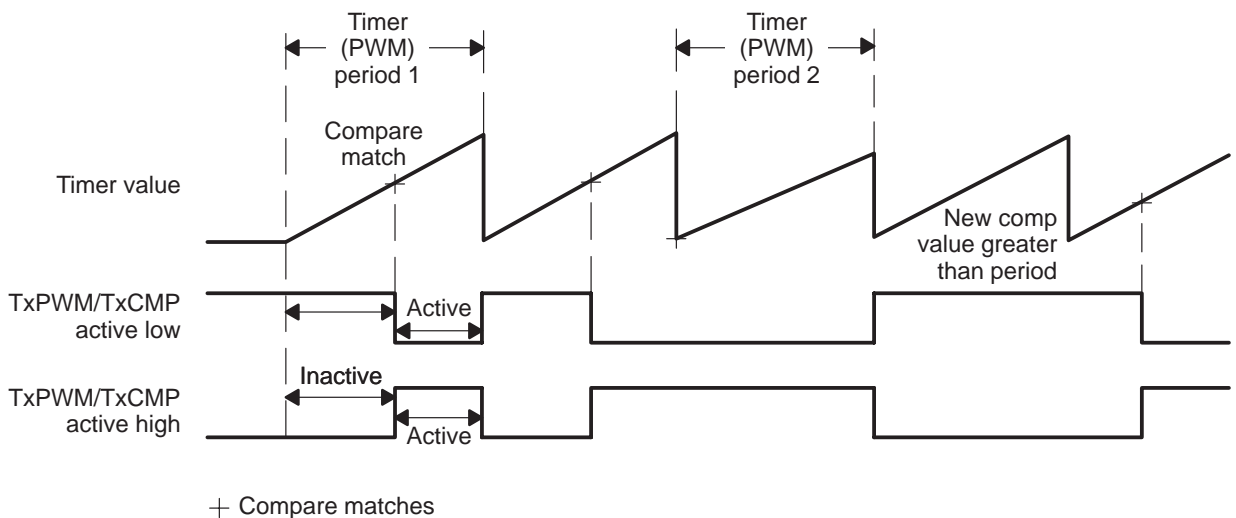 Timer
(PWM)
period 1
Timer
(PWM)
period 2
Compare
match
Timer value
New comp
value greater
than period
TxPWM/TxCMP
active low
Active
Inactive
TxPWM/TxCMP
active high
Active
+ Compare matches